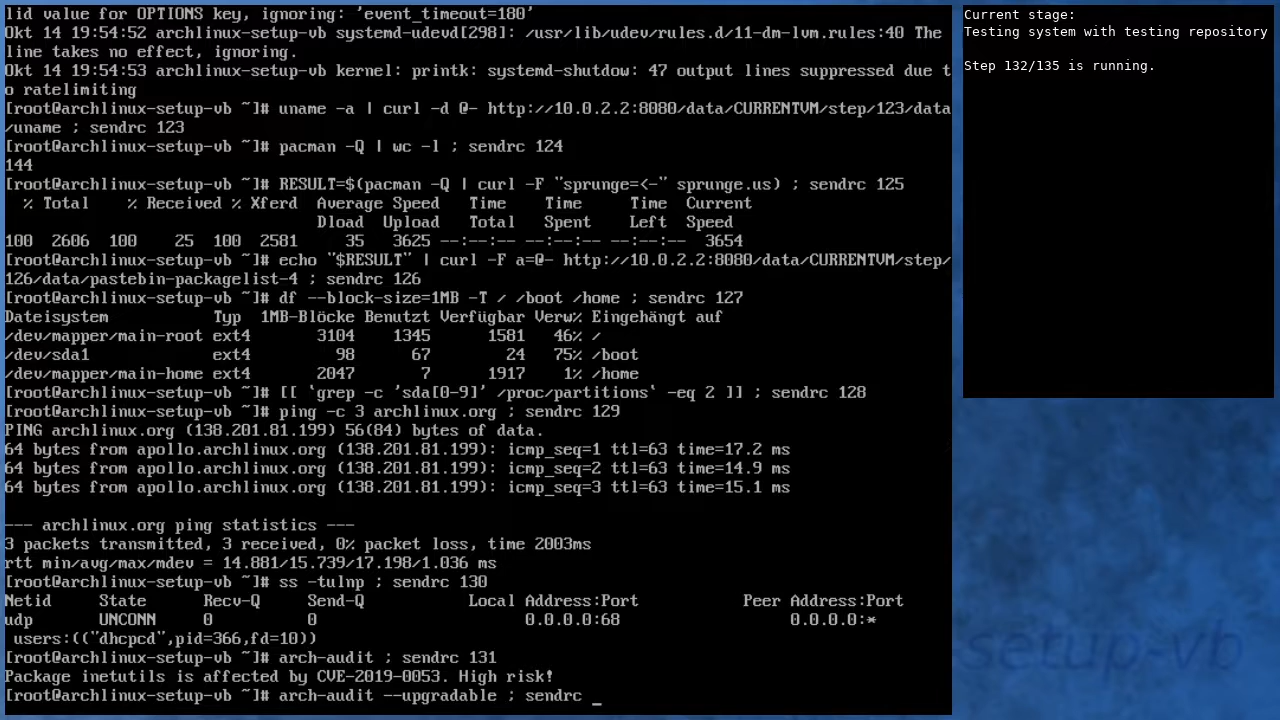 lid value for OPTIONS key, ignoring: 'event_timeout=180'
Okt 14 19:54:52 archlinux-setup-vb systemd-udevd[298]: /usr/lib/udev/rules.d/11-dm-lvm.rules:40 The
line takes no effect, ignoring.
Okt 14 19:54:53 archlinux-setup-vb kernel: printk: systemd-shutdow: 47 output lines suppressed due t
o ratelimiting
[root@archlinux-setup-vb ~]# uname -a | curl -d @- http://10.0.2.2:8080/data/CURRENTVM/step/123/data
/uname ; sendrc 123
[root@archlinux-setup-vb ~]# pacman -Q | wc -l ; sendrc 124
144
[root@archlinux-setup-vb ~]# RESULT=$(pacman -Q | curl -F "sprunge=<-" sprunge.us) ; sendrc 125
  % Total    % Received % Xferd  Average Speed   Time    Time     Time  Current
                                 Dload  Upload   Total   Spent    Left  Speed
100  2606  100    25  100  2581     35   3625 --:--:-- --:--:-- --:--:--  3654
[root@archlinux-setup-vb ~]# echo "$RESULT" | curl -F a=@- http://10.0.2.2:8080/data/CURRENTVM/step/
126/data/pastebin-packagelist-4 ; sendrc 126
[root@archlinux-setup-vb ~]# df --block-size=1MB -T / /boot /home ; sendrc 127
Dateisystem           Typ  1MB-Blöcke Benutzt Verfügbar Verw% Eingehängt auf
/dev/mapper/main-root ext4       3104    1345      1581   46% /
/dev/sda1             ext4         98      67        24   75% /boot
/dev/mapper/main-home ext4       2047       7      1917    1% /home
[root@archlinux-setup-vb ~]# [[ `grep -c 'sda[0-9]' /proc/partitions` -eq 2 ]] ; sendrc 128
[root@archlinux-setup-vb ~]# ping -c 3 archlinux.org ; sendrc 129
PING archlinux.org (138.201.81.199) 56(84) bytes of data.
64 bytes from apollo.archlinux.org (138.201.81.199): icmp_seq=1 ttl=63 time=17.2 ms
64 bytes from apollo.archlinux.org (138.201.81.199): icmp_seq=2 ttl=63 time=14.9 ms
64 bytes from apollo.archlinux.org (138.201.81.199): icmp_seq=3 ttl=63 time=15.1 ms
--- archlinux.org ping statistics ---
3 packets transmitted, 3 received, 0% packet loss, time 2003ms
rtt min/avg/max/mdev = 14.881/15.739/17.198/1.036 ms
[root@archlinux-setup-vb ~]# ss -tulnp ; sendrc 130
Netid     State      Recv-Q     Send-Q                Local Address:Port           Peer Address:Port
udp       UNCONN     0          0                           0.0.0.0:68                  0.0.0.0:*
 users:(("dhcpcd",pid=366,fd=10))
[root@archlinux-setup-vb ~]# arch-audit ; sendrc 131
Package inetutils is affected by CVE-2019-0053. High risk!
[root@archlinux-setup-vb ~]# arch-audit --upgradable ; sendrc _
Current stage:
Testing system with testing repository
Step 132/135 is running.
setup-vb